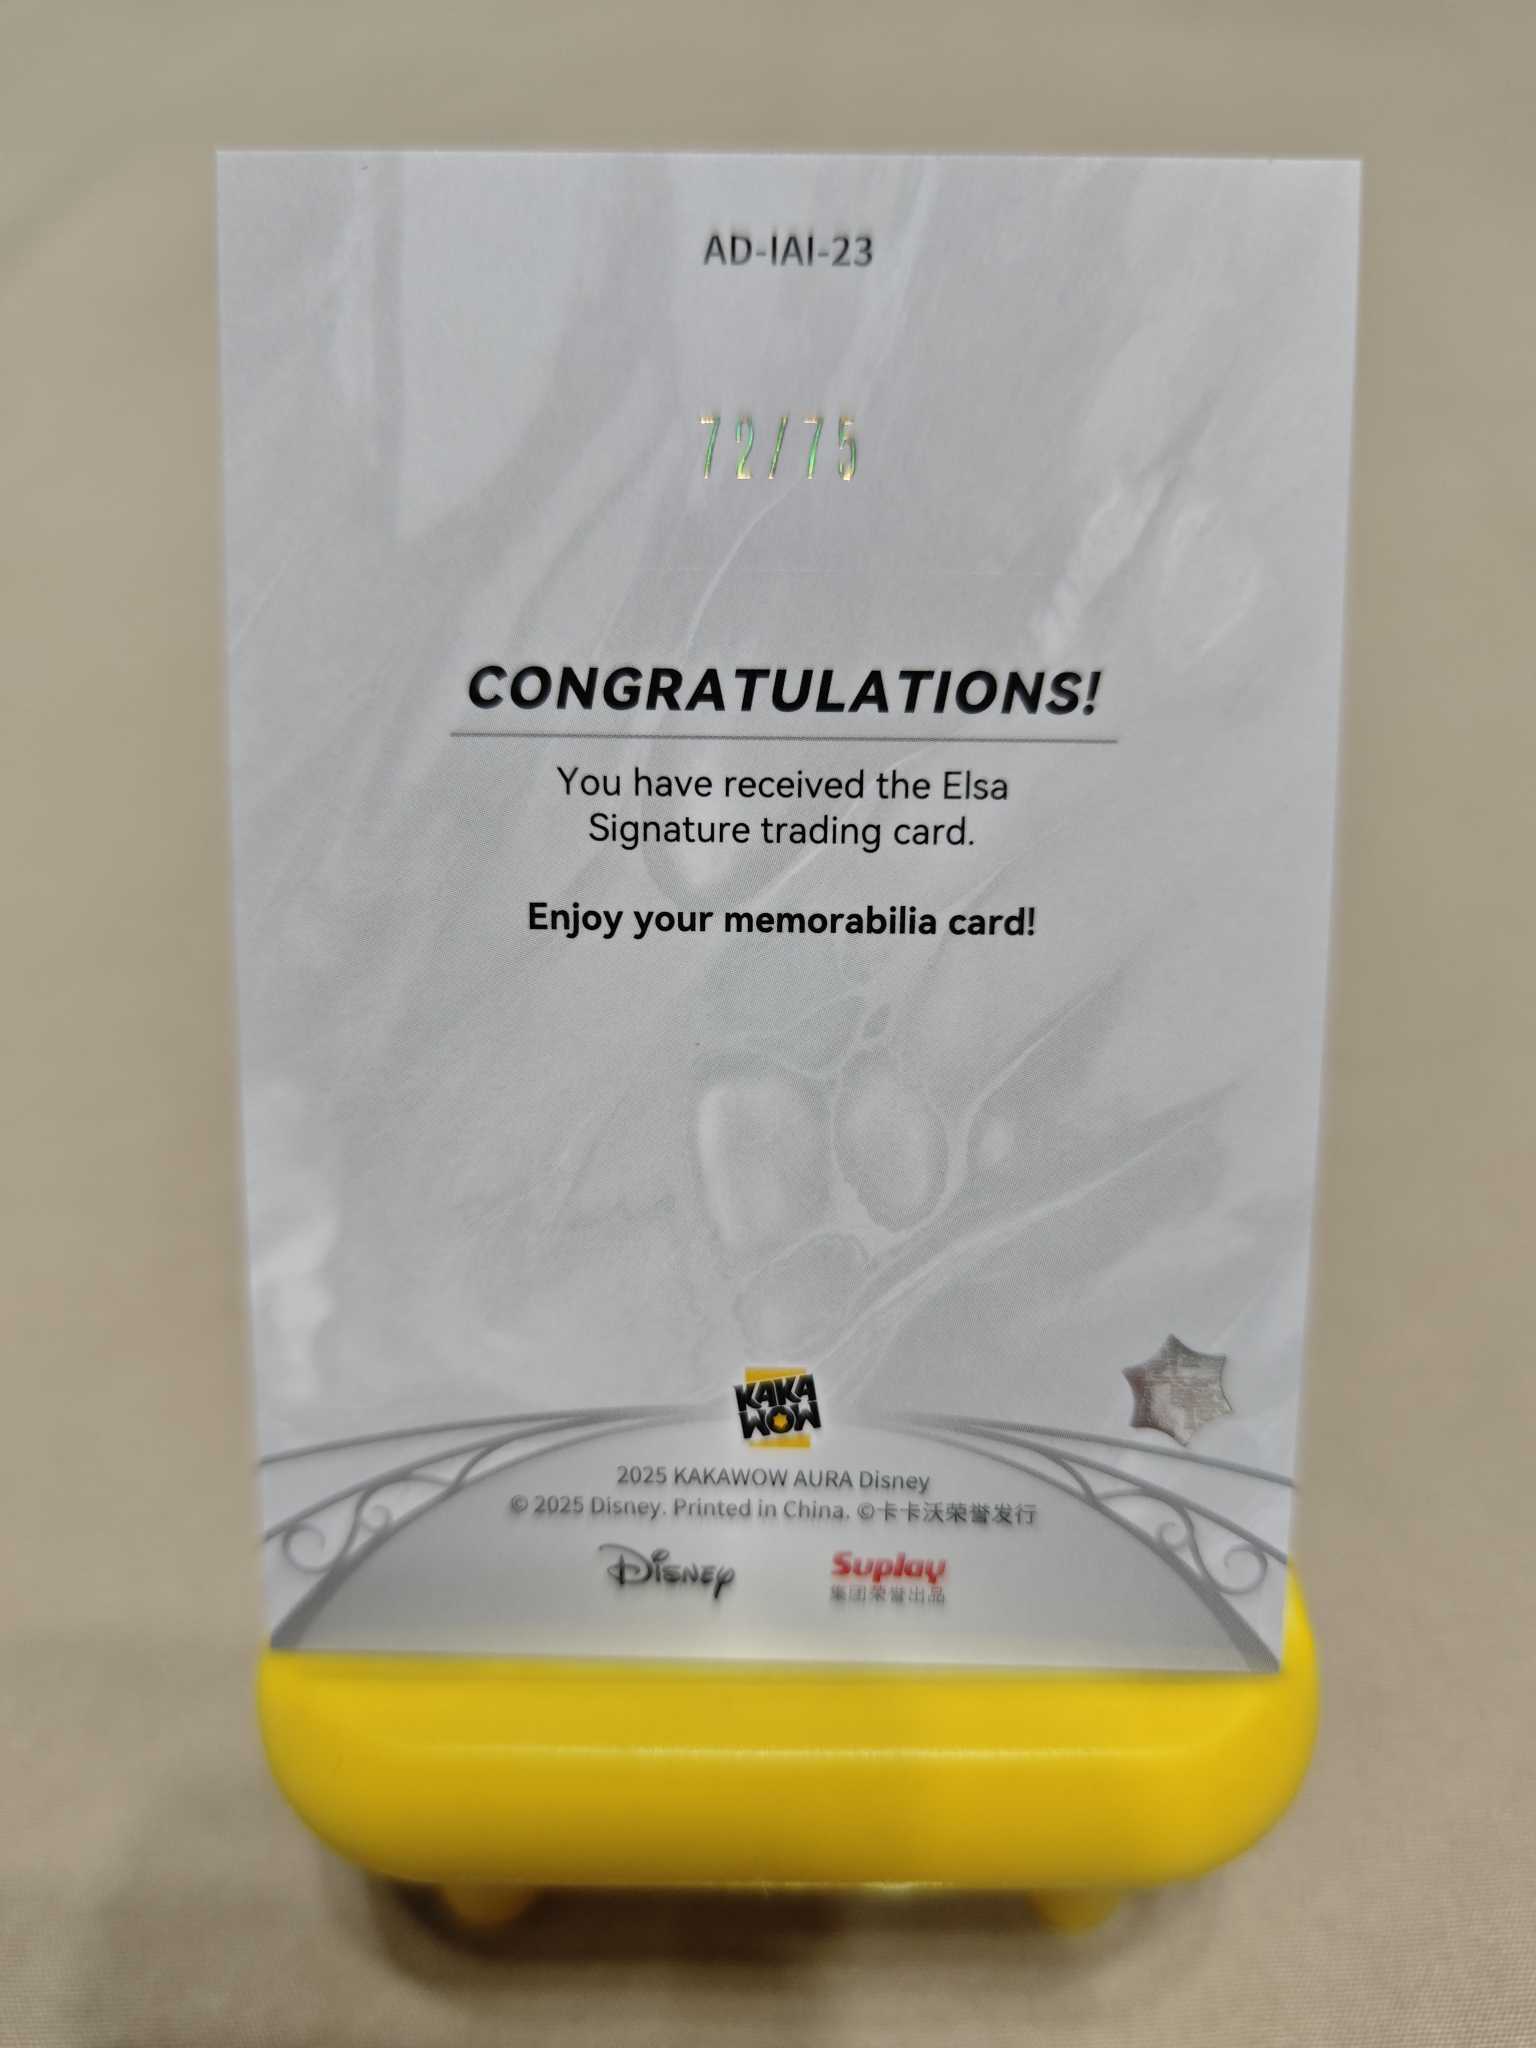 AD-IAI-23
72/75
CONGRATULATIONS!
You have received the Elsa
Signature trading card.
Enjoy your memorabilia card!
KAKA
WOW
2025 KAKAWOW AURA Disney
© 2025 Disney. Printed in China. ©卡卡沃荣誉发行
Disney
Suplay
集团荣誉出品